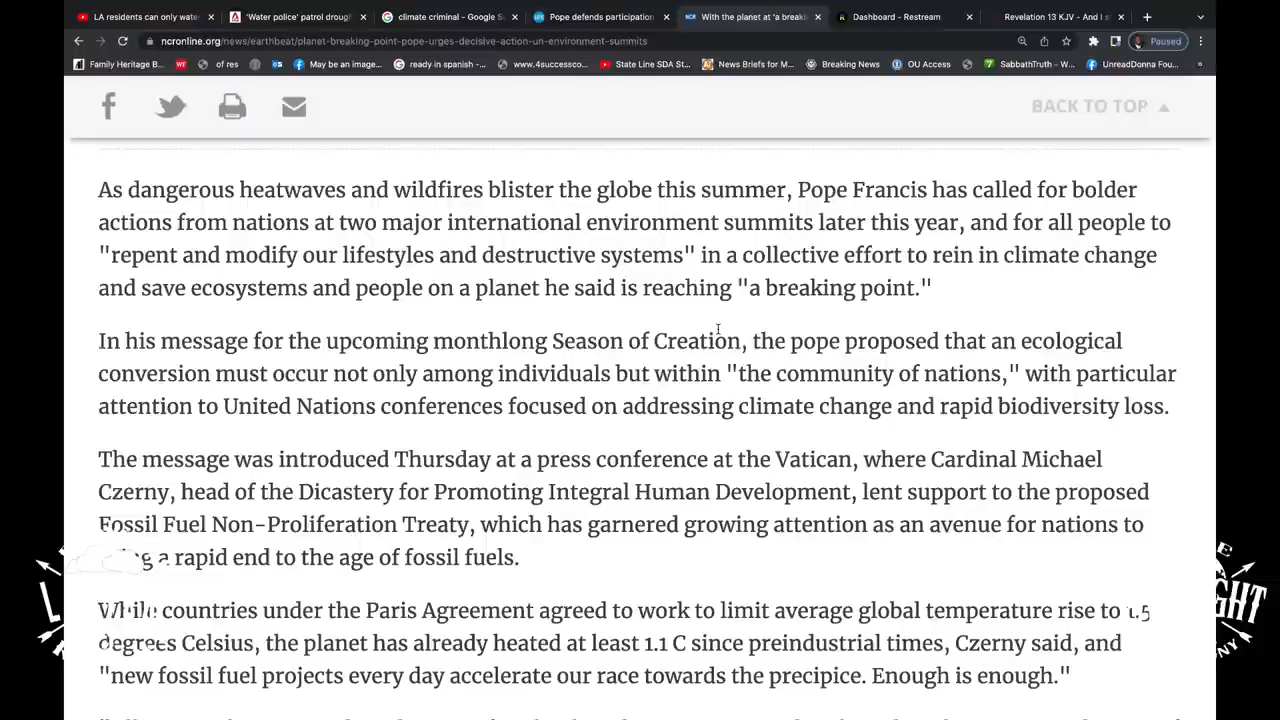 LA residents can only water
'Water police' patrol drough
climate criminal - Google S
Pope defends participation
With the planet at 'a breaki
Dashboard - Restream
Revelation 13 KJV - And I s
ncronline.org/news/earthbeat/planet-breaking-point-pope-urges-decisive-action-un-environment-summits
Paused
Family Heritage B...
of res
May be an image...
ready in spanish -...
www.4successco...
State Line SDA St...
News Briefs for M...
Breaking News
OU Access
SabbathTruth - W...
UnreadDonna Fou...
BACK TO TOP
As dangerous heatwaves and wildfires blister the globe this summer, Pope Francis has called for bolder
actions from nations at two major international environment summits later this year, and for all people to
"repent and modify our lifestyles and destructive systems" in a collective effort to rein in climate change
and save ecosystems and people on a planet he said is reaching "a breaking point."
In his message for the upcoming monthlong Season of Creation, the pope proposed that an ecological
conversion must occur not only among individuals but within "the community of nations," with particular
attention to United Nations conferences focused on addressing climate change and rapid biodiversity loss.
The message was introduced Thursday at a press conference at the Vatican, where Cardinal Michael
Czerny, head of the Dicastery for Promoting Integral Human Development, lent support to the proposed
Fossil Fuel Non-Proliferation Treaty, which has garnered growing attention as an avenue for nations to
a rapid end to the age of fossil fuels.
While countries under the Paris Agreement agreed to work to limit average global temperature rise to 1.5
degrees Celsius, the planet has already heated at least 1.1 C since preindustrial times, Czerny said, and
"new fossil fuel projects every day accelerate our race towards the precipice. Enough is enough."